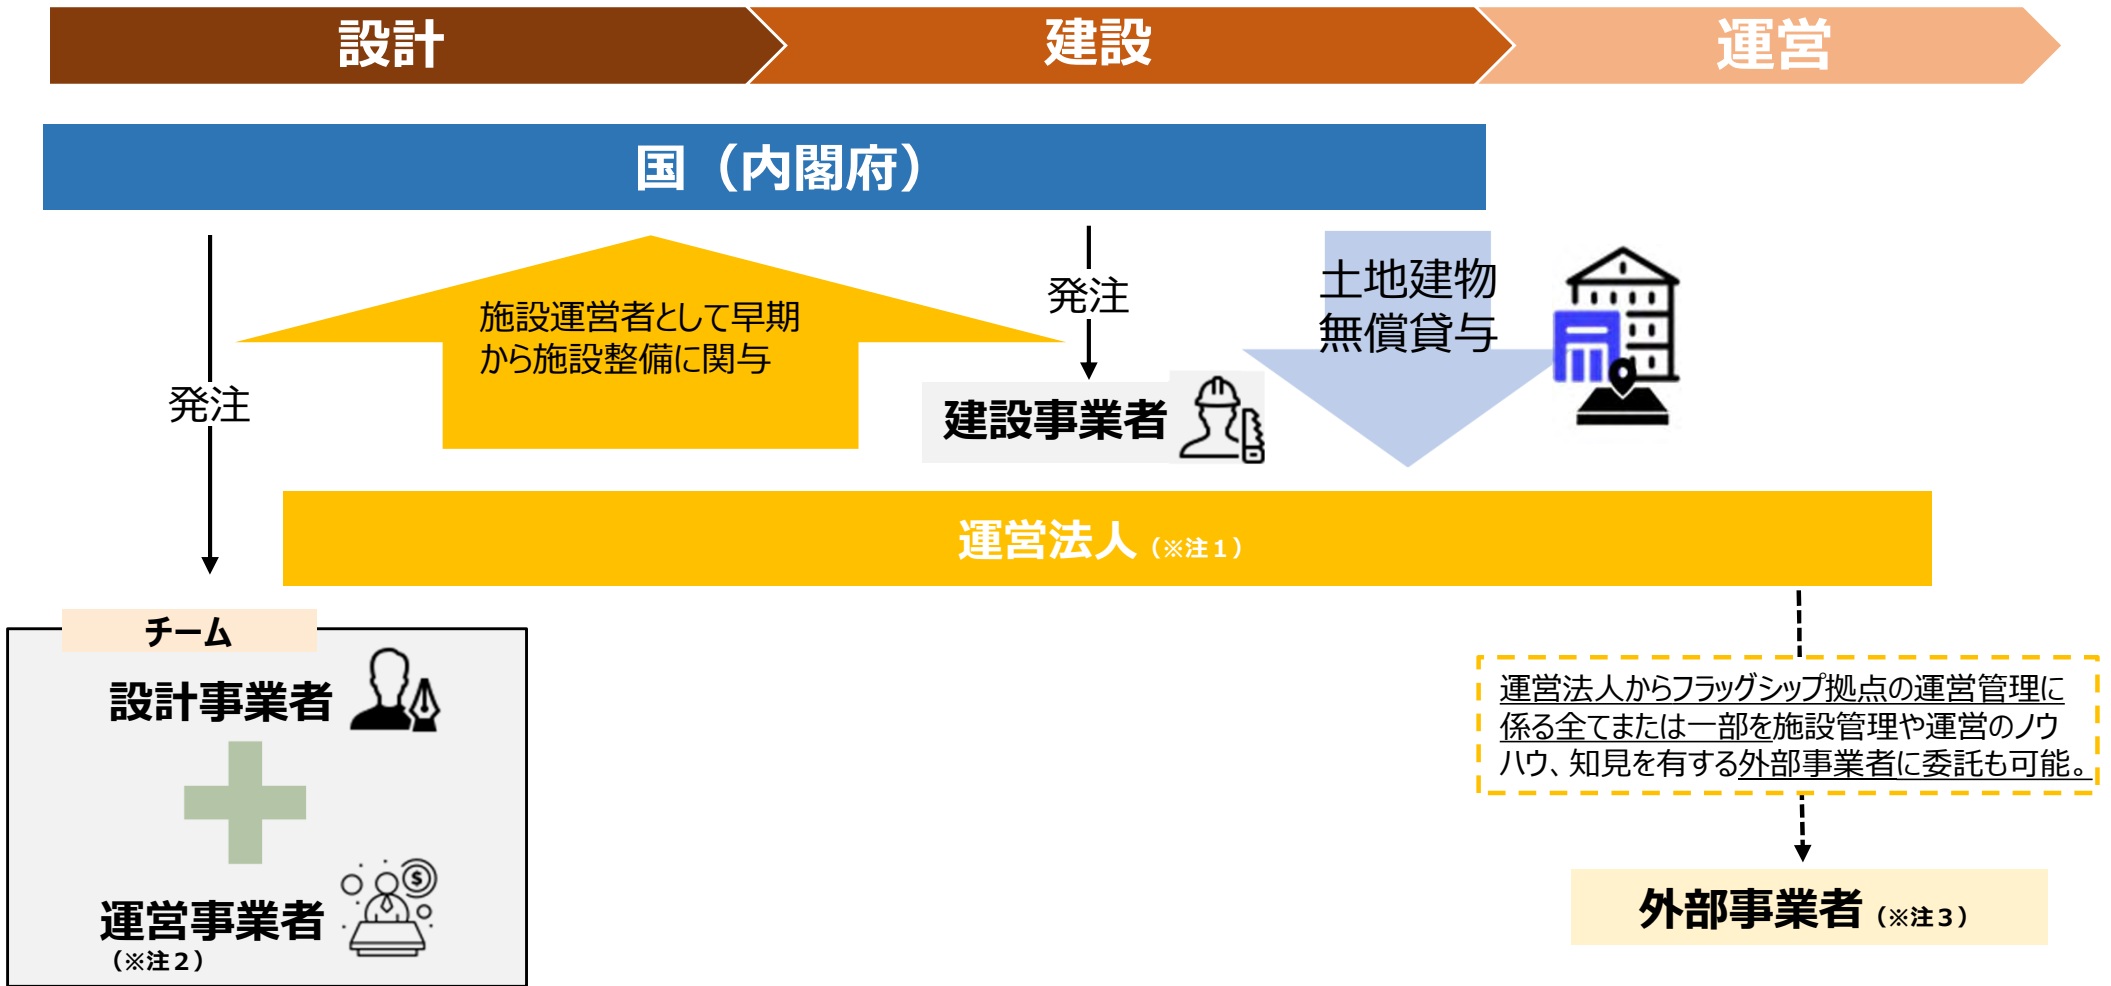 設計
建設
運営
国（内閣府）
発注
施設運営者として早期
から施設整備に関与
発注
建設事業者
土地建物
無償貸与
運営法人（※注１）
チーム
設計事業者
運営事業者
（※注２）
運営法人からフラッグシップ拠点の運営管理に
係る全てまたは一部を施設管理や運営のノウ
ハウ、知見を有する外部事業者に委託も可能。
外部事業者（※注３）